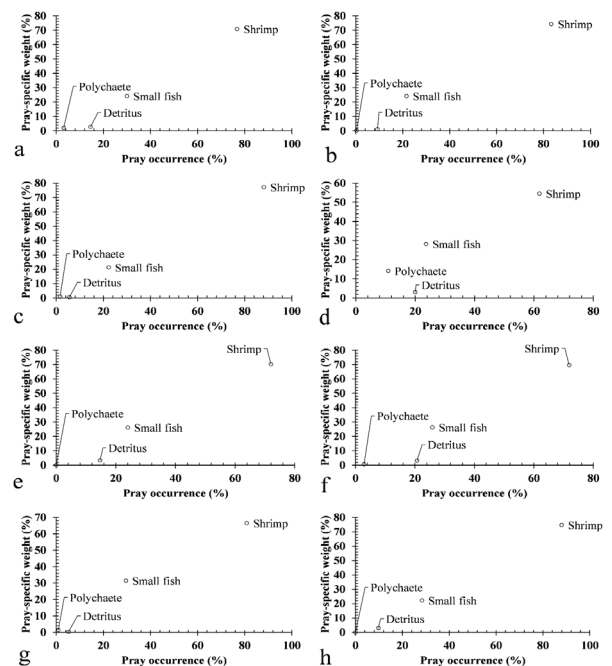 Pray-specific weight (%)
80
70
60
50
40
30
20
10
0
Shrimp
Polychaete
Small fish
Detritus
0 20 40 60 80 100
a
Pray occurrence (%)
Pray-specific weight (%)
80
70
60
50
40
30
20
10
0
Shrimp
Polychaete
Small fish
Detritus
0 20 40 60 80 100
b
Pray occurrence (%)
Pray-specific weight (%)
80
70
60
50
40
30
20
10
0
Shrimp
Polychaete
Small fish
Detritus
0 20 40 60 80 100
c
Pray occurrence (%)
Pray-specific weight (%)
60
50
40
30
20
10
0
Shrimp
Small fish
Polychaete
Detritus
0 20 40 60 80
d
Pray occurrence (%)
Pray-specific weight (%)
80
70
60
50
40
30
20
10
0
Shrimp
Polychaete
Small fish
Detritus
0 20 40 60 80
e
Pray occurrence (%)
Pray-specific weight (%)
80
70
60
50
40
30
20
10
0
Shrimp
Polychaete
Small fish
Detritus
0 20 40 60 80
f
Pray occurrence (%)
Pray-specific weight (%)
70
60
50
40
30
20
10
0
Shrimp
Small fish
Polychaete
Detritus
0 20 40 60 80 100
g
Pray occurrence (%)
Pray-specific weight (%)
80
70
60
50
40
30
20
10
0
Shrimp
Polychaete
Small fish
Detritus
0 20 40 60 80 100
h
Pray occurrence (%)